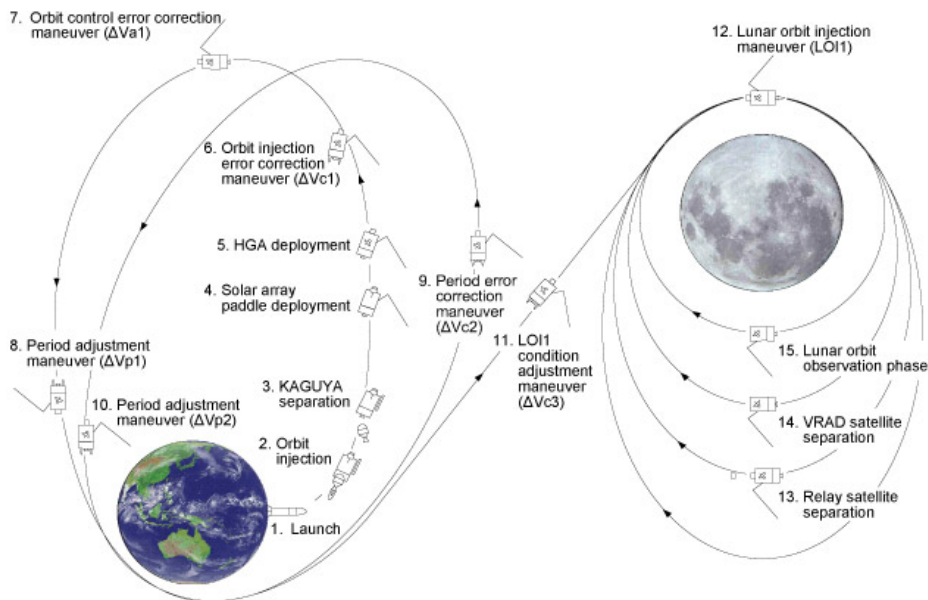 7. Orbit control error correction
maneuver (ΔVa1)
6. Orbit injection
error correction
maneuver (ΔVc1)
5. HGA deployment
4. Solar array
paddle deployment
8. Period adjustment
maneuver (ΔVp1)
10. Period adjustment
maneuver (ΔVp2)
3. KAGUYA
separation
2. Orbit
injection
1. Launch
9. Period error
correction
maneuver
(ΔVc2)
11. LOI1
condition
adjustment
maneuver
(ΔVc3)
12. Lunar orbit injection
maneuver (LOI1)
15. Lunar orbit
observation phase
14. VRAD satellite
separation
13. Relay satellite
separation